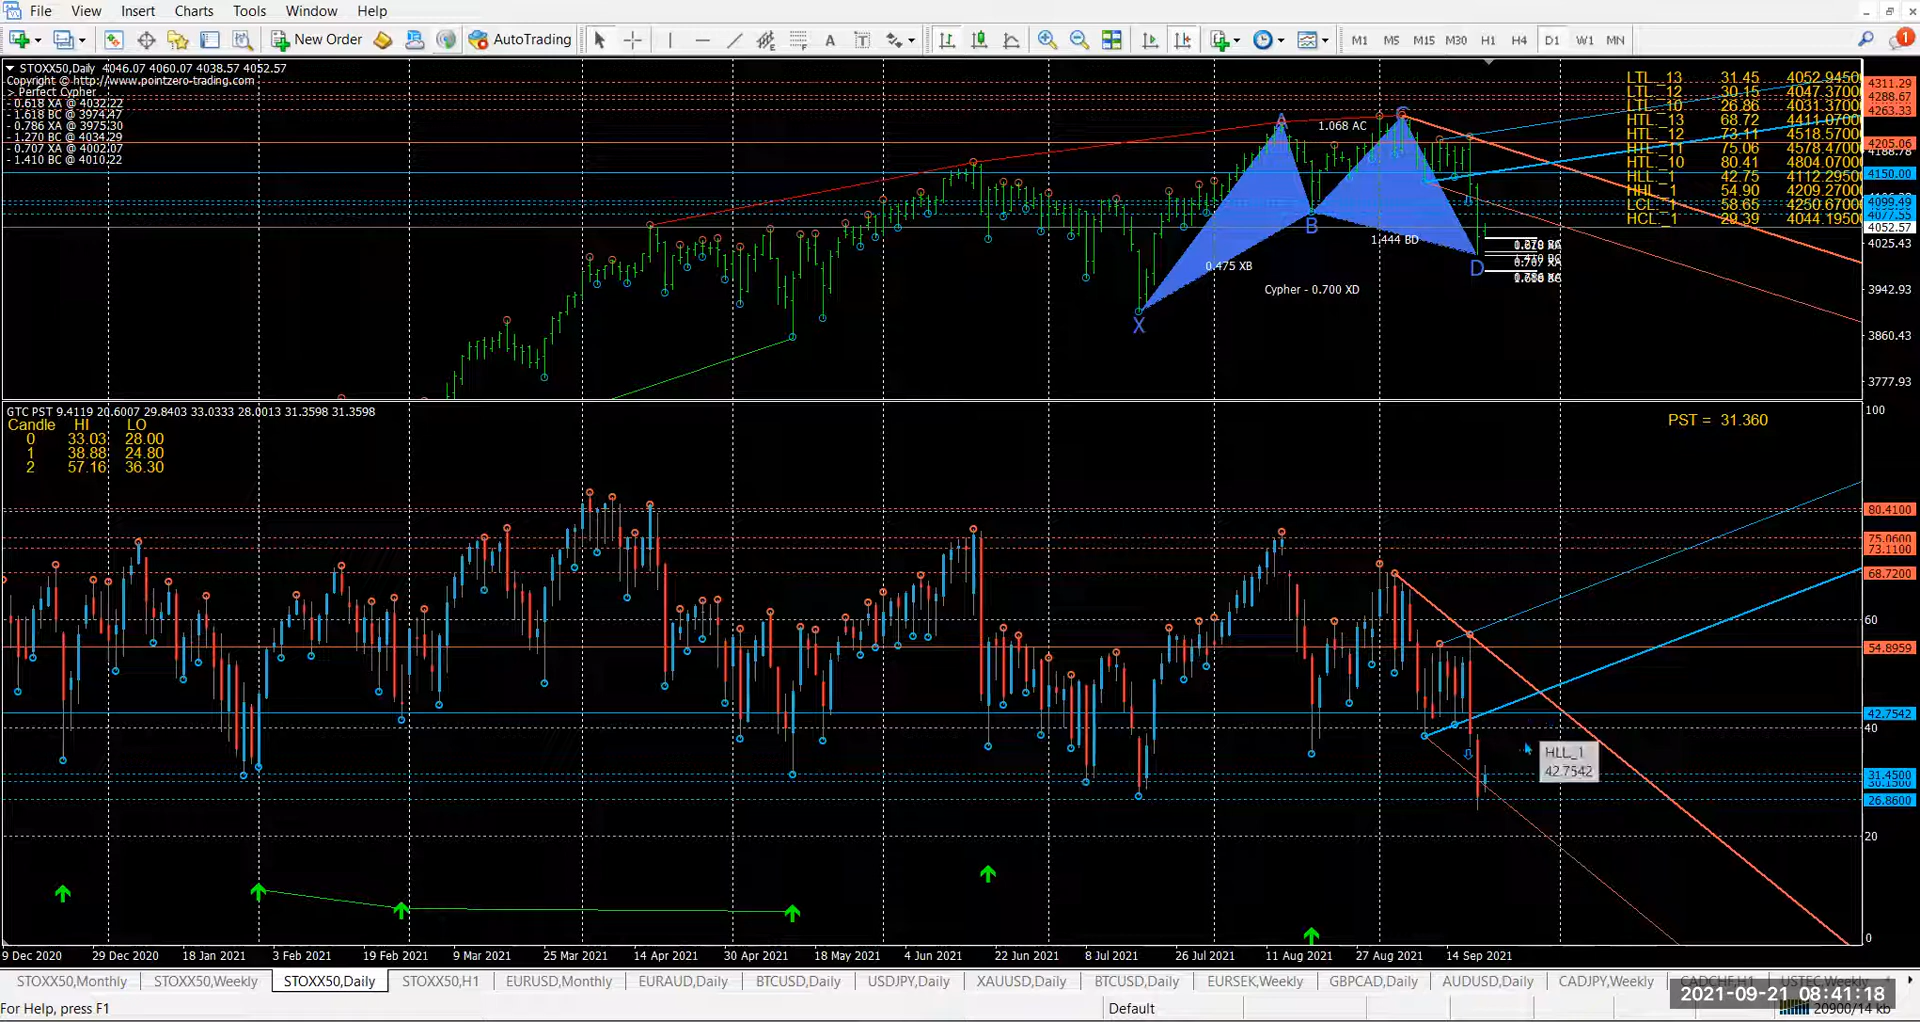 File View Insert Charts Tools Window Help
New Order AutoTrading M1 M5 M15 M30 H1 H4 D1 W1 MN 1
STOXX50,Daily 4046.07 4060.07 4038.57 4052.57
Copyright © http://www.pointzero-trading.com
> Perfect Cypher
- 0.618 XA @ 4032.22
- 1.618 BC @ 3974.47
- 0.786 XA @ 3975.30
- 1.270 BC @ 4034.29
- 0.707 XA @ 4002.07
- 1.410 BC @ 4010.22
LTL_13 31.45 4052.9450
LTL_12 30.15 4047.3700
LTL_10 26.86 4031.3700
HTL_13 68.72 4411.0700
HTL_12 73.11 4518.5700
HTL_11 75.06 4578.4700
HTL_10 80.41 4804.0700
HLL_1 42.75 4112.2950
HHL_1 54.90 4209.2700
LCL_1 58.65 4250.6700
HCL_1 29.39 4044.1950
4311.29
4288.67
4263.33
4205.06
4150.00
4099.49
4077.55
4052.57
4025.43
3942.93
3860.43
3777.93
A
C
1.068 AC
B
1.444 BD
0.475 XB
D
Cypher - 0.700 XD
X
GTC PST 9.4119 20.6007 29.8403 33.0333 28.0013 31.3598 31.3598
Candle HI LO
0 33.03 28.00
1 38.88 24.80
2 57.16 36.30
PST = 31.360
100
80.4100
75.0600
73.1100
68.7200
60
54.8959
42.7542
40
HLL_1
42.7542
31.4500
26.8600
20
0
9 Dec 2020 29 Dec 2020 18 Jan 2021 3 Feb 2021 19 Feb 2021 9 Mar 2021 25 Mar 2021 14 Apr 2021 30 Apr 2021 18 May 2021 4 Jun 2021 22 Jun 2021 8 Jul 2021 26 Jul 2021 11 Aug 2021 27 Aug 2021 14 Sep 2021
STOXX50,Monthly STOXX50,Weekly STOXX50,Daily STOXX50,H1 EURUSD,Monthly EURAUD,Daily BTCUSD,Daily USDJPY,Daily XAUUSD,Daily BTCUSD,Daily EURSEK,Weekly GBPCAD,Daily AUDUSD,Daily CADJPY,Weekly CADCHF,H1 USTEC,Weekly
2021-09-21 08:41:18
For Help, press F1 Default 20900/14 kb